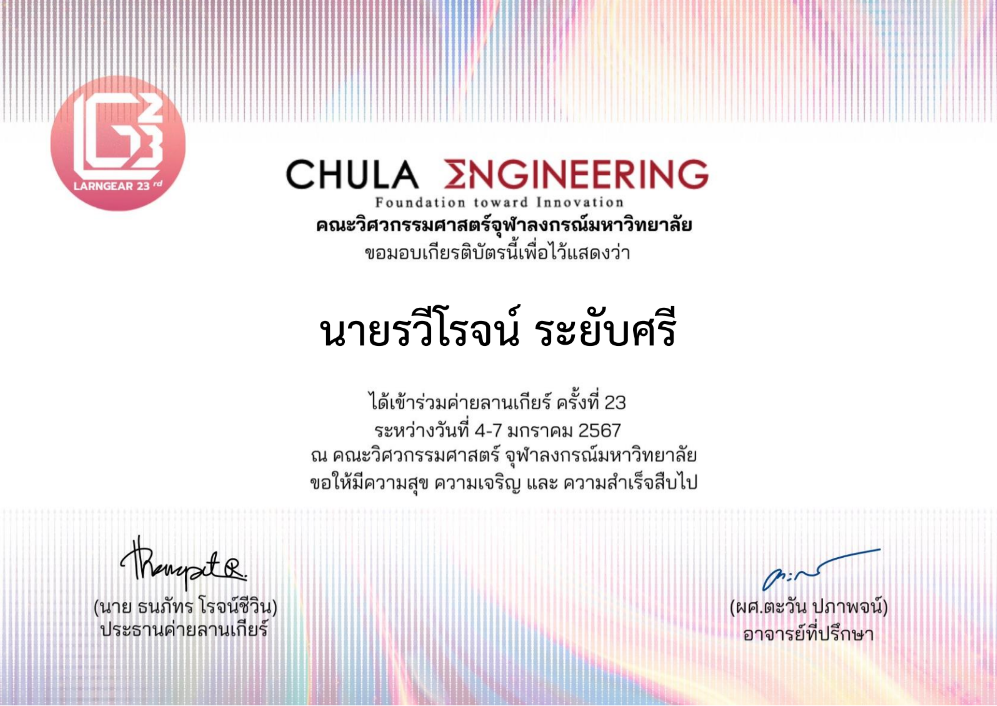 LARNGEAR 23 rd
CHULA ΣNGINEERING
Foundation toward Innovation
คณะวิศวกรรมศาสตร์จุฬาลงกรณ์มหาวิทยาลัย
ขอมอบเกียรติบัตรนี้เพื่อไว้แสดงว่า
นายรวีโรจน์ ระยับศรี
ได้เข้าร่วมค่ายลานเกียร์ ครั้งที่ 23
ระหว่างวันที่ 4-7 มกราคม 2567
ณ คณะวิศวกรรมศาสตร์ จุฬาลงกรณ์มหาวิทยาลัย
ขอให้มีความสุข ความเจริญ และ ความสำเร็จสืบไป
(นาย ธนภัทร โรจน์ชีวิน)
ประธานค่ายลานเกียร์
(ผศ.ตะวัน ปภาพจน์)
อาจารย์ที่ปรึกษา